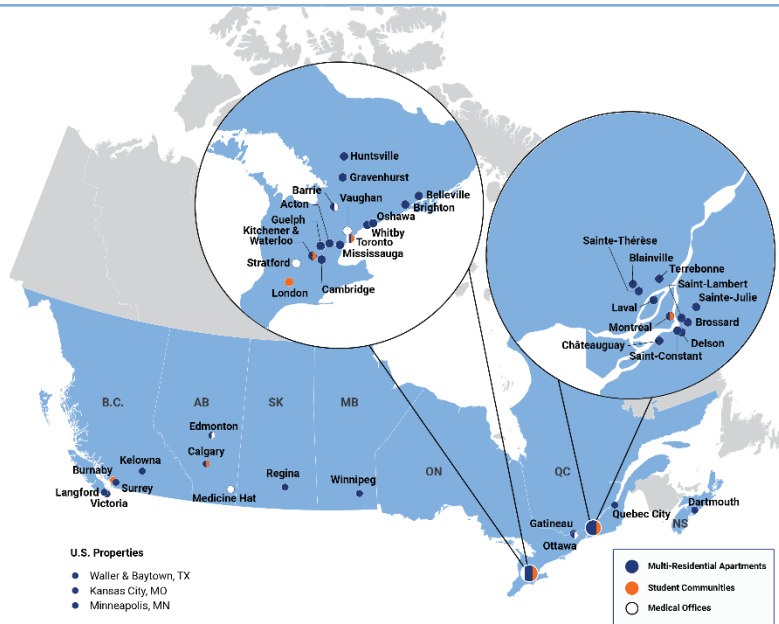 Huntsville
Gravenhurst
Barrie
Vaughan
Belleville
Acton
Brighton
Guelph
Oshawa
Kitchener &
Waterloo
Whitby
Toronto
Mississauga
Stratford
London
Cambridge
Sainte-Thérèse
Blainville
Terrebonne
Saint-Lambert
Sainte-Julie
Laval
Montréal
Brossard
Châteauguay
Delson
Saint-Constant
B.C.
AB
SK
MB
ON
QC
NS
Edmonton
Calgary
Kelowna
Burnaby
Surrey
Langford
Victoria
Medicine Hat
Regina
Winnipeg
Gatineau
Ottawa
Quebec City
Dartmouth
U.S. Properties
Waller & Baytown, TX
Kansas City, MO
Minneapolis, MN
Multi-Residential Apartments
Student Communities
Medical Offices